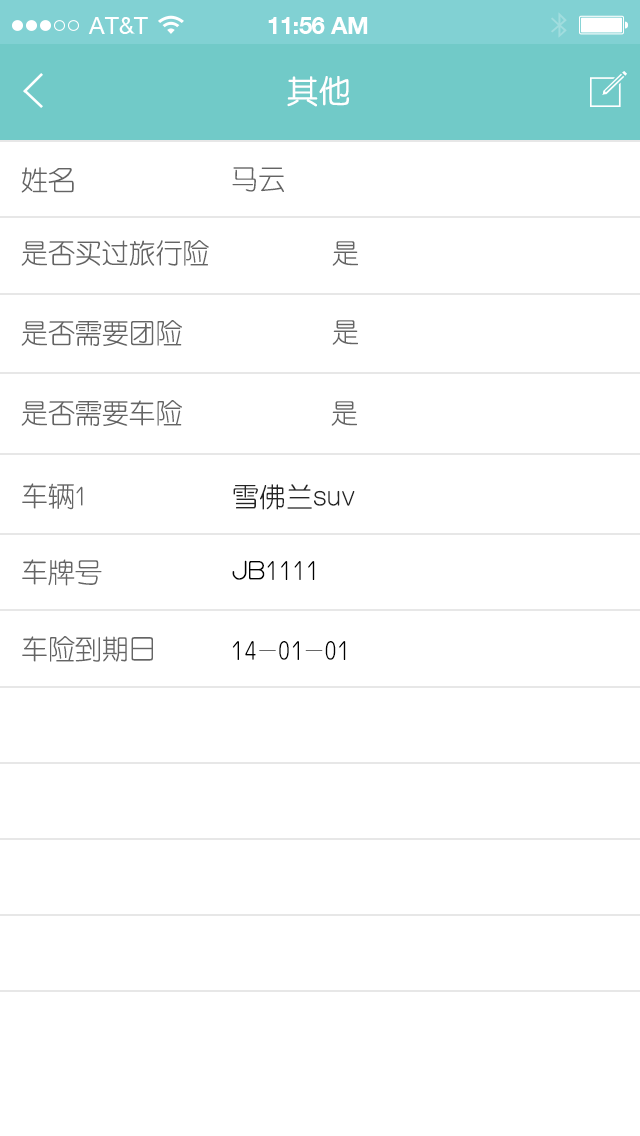 AT&T 11:56 AM
其他
姓名 马云
是否买过旅行险 是
是否需要团险 是
是否需要车险 是
车辆1 雪佛兰suv
车牌号 JB1111
车险到期日 14-01-01